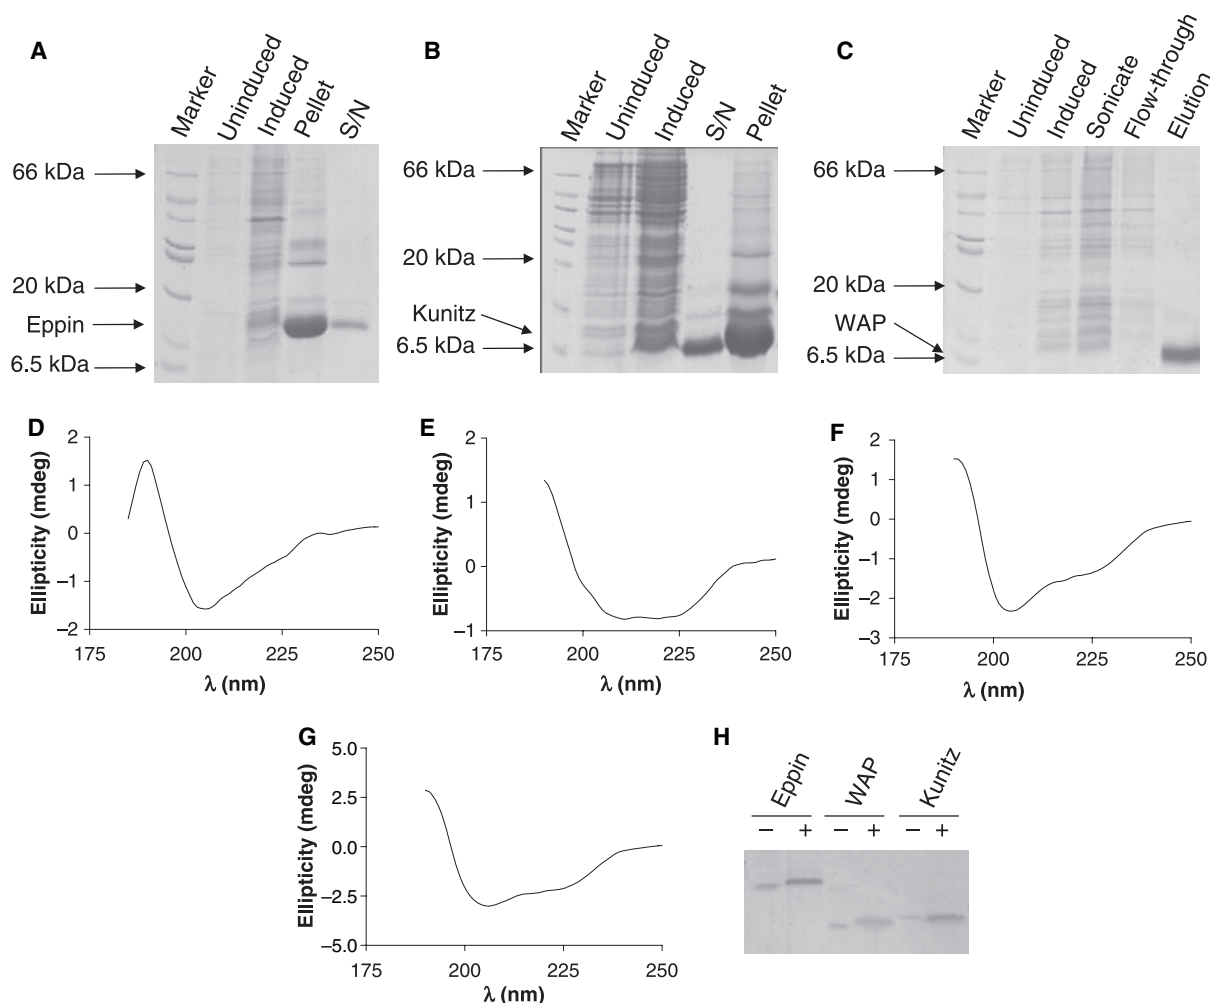 A
Marker
Uninduced
Induced
Pellet
S/N
66 kDa
20 kDa
Eppin
6.5 kDa
B
Marker
Uninduced
Induced
S/N
Pellet
66 kDa
20 kDa
Kunitz
6.5 kDa
C
Marker
Uninduced
Induced
Sonicate
Flow-through
Elution
66 kDa
20 kDa
WAP
6.5 kDa
D
Ellipticity (mdeg)
2
1
0
–1
–2
175 200 225 250
λ (nm)
E
Ellipticity (mdeg)
2
1
0
–1
175 200 225 250
λ (nm)
F
Ellipticity (mdeg)
2
1
0
–1
–2
–3
175 200 225 250
λ (nm)
G
Ellipticity (mdeg)
5.0
2.5
0.0
–2.5
–5.0
175 200 225 250
λ (nm)
H
Eppin WAP Kunitz
– + – + – +